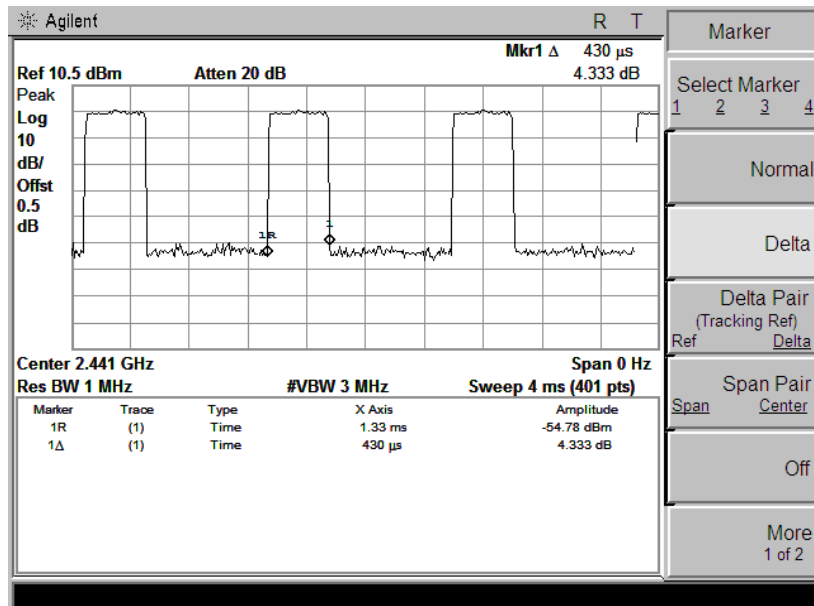 Agilent R T
Mkr1 Δ 430 µs
Ref 10.5 dBm Atten 20 dB 4.333 dB
Peak
Log
10
dB/
Offst
0.5
dB
1R
1
Center 2.441 GHz Span 0 Hz
Res BW 1 MHz #VBW 3 MHz Sweep 4 ms (401 pts)
Marker Trace Type X Axis Amplitude
1R (1) Time 1.33 ms -54.78 dBm
1Δ (1) Time 430 µs 4.333 dB
Marker
Select Marker
1 2 3 4
Normal
Delta
Delta Pair
(Tracking Ref)
Ref Delta
Span Pair
Span Center
Off
More
1 of 2